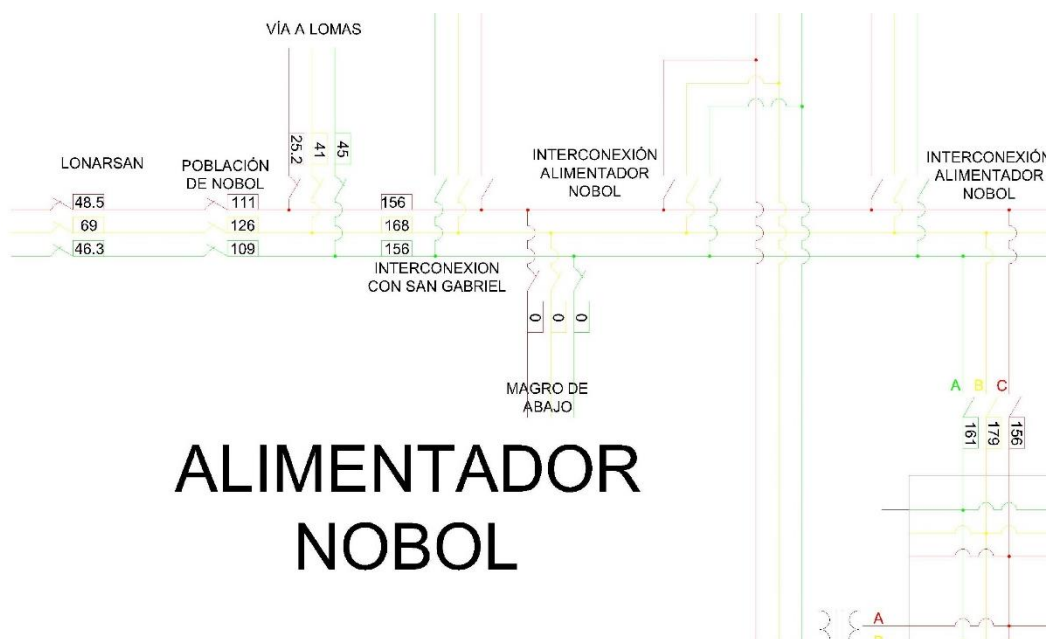 VÍA A LOMAS
25.2
41
45
LONARSAN
POBLACIÓN
DE NOBOL
INTERCONEXIÓN
ALIMENTADOR
NOBOL
INTERCONEXIÓN
ALIMENTADOR
NOBOL
48.5
111
156
69
126
168
46.3
109
156
INTERCONEXION
CON SAN GABRIEL
0
0
0
MAGRO DE
ABAJO
A B C
161
179
156
ALIMENTADOR
NOBOL
A